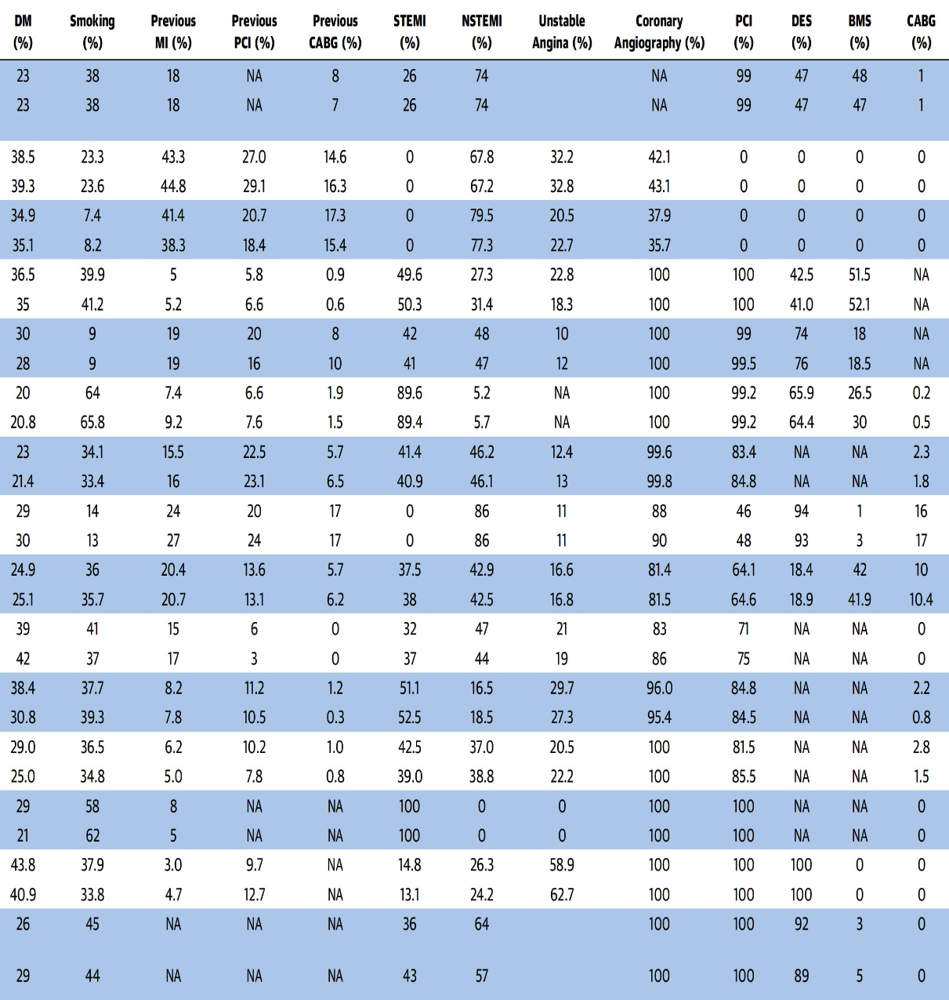 DM Smoking Previous Previous Previous STEMI NSTEMI Unstable Coronary PCI DES BMS CABG
(%) (%) MI (%) PCI (%) CABG (%) (%) (%) Angina (%) Angiography (%) (%) (%) (%) (%)
23 38 18 NA 8 26 74 NA 99 47 48 1
23 38 18 NA 7 26 74 NA 99 47 47 1
38.5 23.3 43.3 27.0 14.6 0 67.8 32.2 42.1 0 0 0 0
39.3 23.6 44.8 29.1 16.3 0 67.2 32.8 43.1 0 0 0 0
34.9 7.4 41.4 20.7 17.3 0 79.5 20.5 37.9 0 0 0 0
35.1 8.2 38.3 18.4 15.4 0 77.3 22.7 35.7 0 0 0 0
36.5 39.9 5 5.8 0.9 49.6 27.3 22.8 100 100 42.5 51.5 NA
35 41.2 5.2 6.6 0.6 50.3 31.4 18.3 100 100 41.0 52.1 NA
30 9 19 20 8 42 48 10 100 99 74 18 NA
28 9 19 16 10 41 47 12 100 99.5 76 18.5 NA
20 64 7.4 6.6 1.9 89.6 5.2 NA 100 99.2 65.9 26.5 0.2
20.8 65.8 9.2 7.6 1.5 89.4 5.7 NA 100 99.2 64.4 30 0.5
23 34.1 15.5 22.5 5.7 41.4 46.2 12.4 99.6 83.4 NA NA 2.3
21.4 33.4 16 23.1 6.5 40.9 46.1 13 99.8 84.8 NA NA 1.8
29 14 24 20 17 0 86 11 88 46 94 1 16
30 13 27 24 17 0 86 11 90 48 93 3 17
24.9 36 20.4 13.6 5.7 37.5 42.9 16.6 81.4 64.1 18.4 42 10
25.1 35.7 20.7 13.1 6.2 38 42.5 16.8 81.5 64.6 18.9 41.9 10.4
39 41 15 6 0 32 47 21 83 71 NA NA 0
42 37 17 3 0 37 44 19 86 75 NA NA 0
38.4 37.7 8.2 11.2 1.2 51.1 16.5 29.7 96.0 84.8 NA NA 2.2
30.8 39.3 7.8 10.5 0.3 52.5 18.5 27.3 95.4 84.5 NA NA 0.8
29.0 36.5 6.2 10.2 1.0 42.5 37.0 20.5 100 81.5 NA NA 2.8
25.0 34.8 5.0 7.8 0.8 39.0 38.8 22.2 100 85.5 NA NA 1.5
29 58 8 NA NA 100 0 0 100 100 NA NA 0
21 62 5 NA NA 100 0 0 100 100 NA NA 0
43.8 37.9 3.0 9.7 NA 14.8 26.3 58.9 100 100 100 0 0
40.9 33.8 4.7 12.7 NA 13.1 24.2 62.7 100 100 100 0 0
26 45 NA NA NA 36 64 100 100 92 3 0
29 44 NA NA NA 43 57 100 100 89 5 0